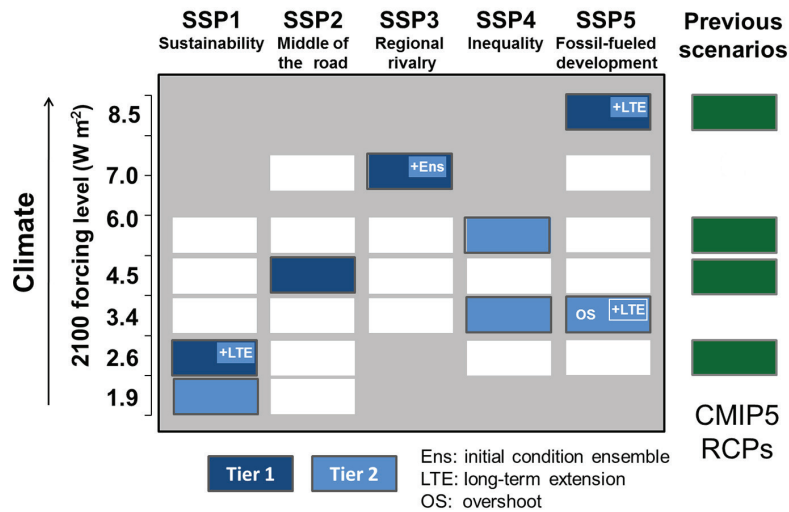 SSP1 SSP2 SSP3 SSP4 SSP5 Previous
Sustainability Middle of Regional Inequality Fossil-fueled scenarios
the road rivalry development
Climate
2100 forcing level (W m-2)
8.5 +LTE
7.0 +Ens
6.0
4.5
3.4 OS +LTE
2.6 +LTE
1.9
CMIP5
RCPs
Tier 1 Tier 2
Ens: initial condition ensemble
LTE: long-term extension
OS: overshoot